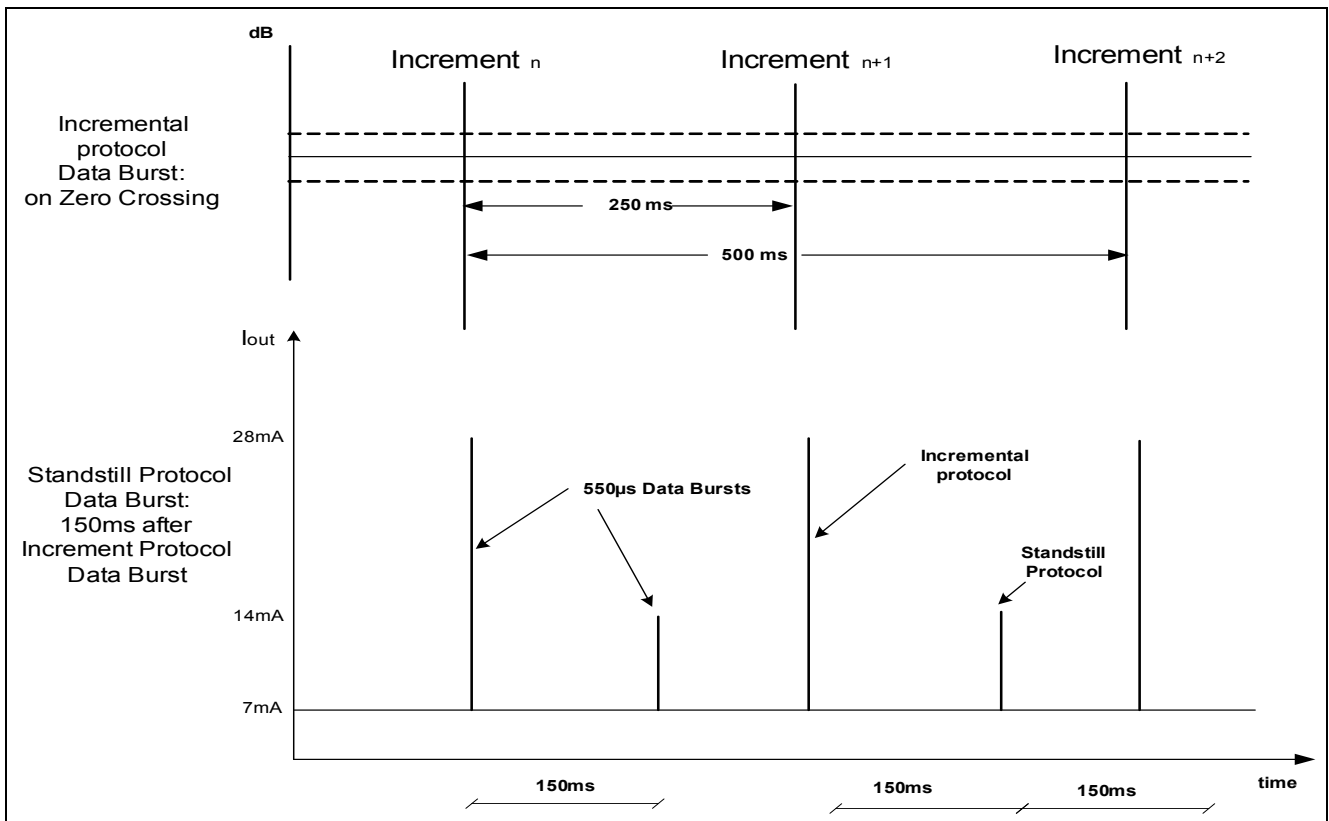 dB
Increment n
Increment n+1
Increment n+2
Incremental
protocol
Data Burst:
on Zero Crossing
250 ms
500 ms
Iout
28mA
Incremental
protocol
Standstill Protocol
Data Burst:
150ms after
Increment Protocol
Data Burst
550µs Data Bursts
Standstill
Protocol
14mA
7mA
time
150ms
150ms
150ms